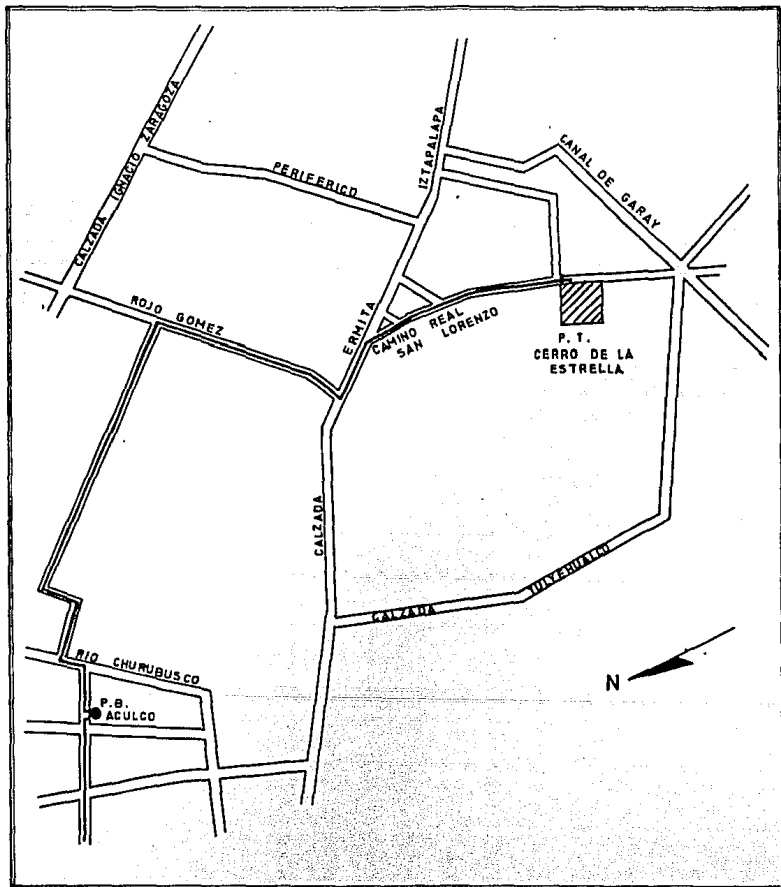 CALZADA IGNACIO ZARAGOZA
PERIFERICO
IZTAPALAPA
CANAL DE GARAY
ROJO GOMEZ
ERMITA
CAMINO REAL
SAN LORENZO
P. T.
CERRO DE LA
ESTRELLA
CALZADA
CALZADA
TULYEHUALCO
RIO CHURUBUSCO
P.B.
ACULCO
N